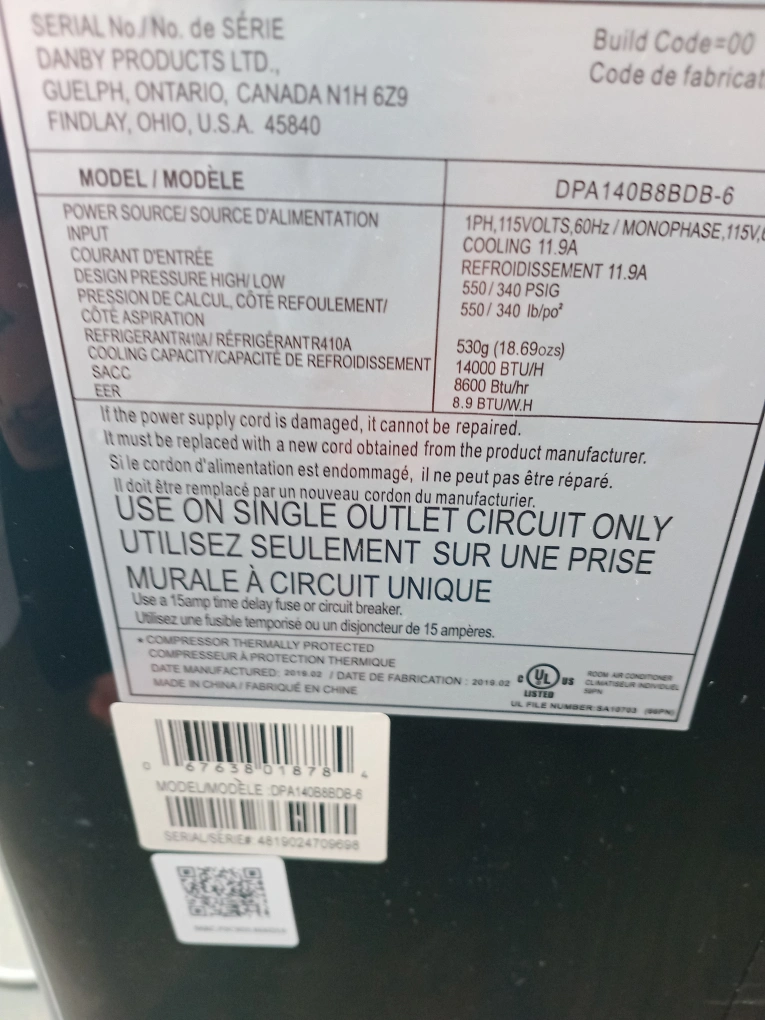 SERIAL No./No. de SÉRIE
DANBY PRODUCTS LTD.,
GUELPH, ONTARIO, CANADA N1H 6Z9
FINDLAY, OHIO, U.S.A. 45840
Build Code=00
Code de fabricat
MODEL / MODÈLE
DPA140B8BDB-6
POWER SOURCE/ SOURCE D'ALIMENTATION
1PH,115VOLTS,60Hz / MONOPHASE,115V,
INPUT
COOLING 11.9A
COURANT D'ENTRÉE
REFROIDISSEMENT 11.9A
DESIGN PRESSURE HIGH/ LOW
550/ 340 PSIG
PRESSION DE CALCUL, CÔTÉ REFOULEMENT/
550/ 340 lb/po²
CÔTÉ ASPIRATION
REFRIGERANTR410A/ RÉFRIGÉRANTR410A
530g (18.69ozs)
COOLING CAPACITY/CAPACITÉ DE REFROIDISSEMENT
14000 BTU/H
SACC
8600 Btu/hr
EER
8.9 BTU/W.H
If the power supply cord is damaged, it cannot be repaired.
It must be replaced with a new cord obtained from the product manufacturer.
Si le cordon d'alimentation est endommagé, il ne peut pas être réparé.
Il doit être remplacé par un nouveau cordon du manufacturier.
USE ON SINGLE OUTLET CIRCUIT ONLY
UTILISEZ SEULEMENT SUR UNE PRISE
MURALE À CIRCUIT UNIQUE
Use a 15amp time delay fuse or circuit breaker.
Utilisez une fusible temporisé ou un disjoncteur de 15 ampères.
* COMPRESSOR THERMALLY PROTECTED
COMPRESSEUR À PROTECTION THERMIQUE
DATE MANUFACTURED: 2019.02 / DATE DE FABRICATION : 2019.02
MADE IN CHINA / FABRIQUÉ EN CHINE
C UL US
LISTED
ROOM AIR CONDITIONER
CLIMATISEUR INDIVIDUEL
UL FILE NUMBER:SA10703
0 67638 01878 4
MODEL/MODÈLE :DPA140B8BDB-6
SERIAL/SÉRIE#: 4819024709698